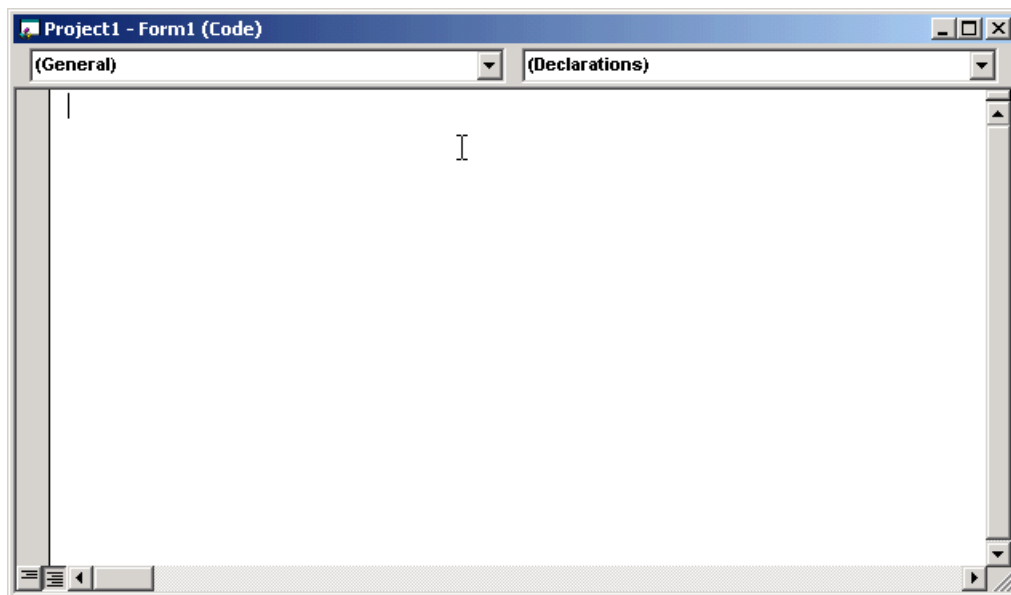 Project1 - Form1 (Code)
(General)
(Declarations)